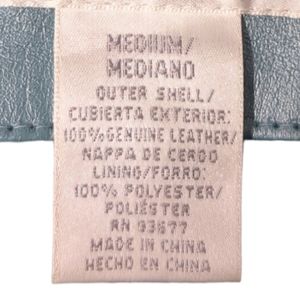 MEDIUM/
MEDIANO
OUTER SHELL/
CUBIERTA EXTERIOR:
100% GENUINE LEATHER/
NAPPA DE CERDO
LINING/FORRO:
100% POLYESTER/
POLIÉSTER
RN 93677
MADE IN CHINA
HECHO EN CHINA